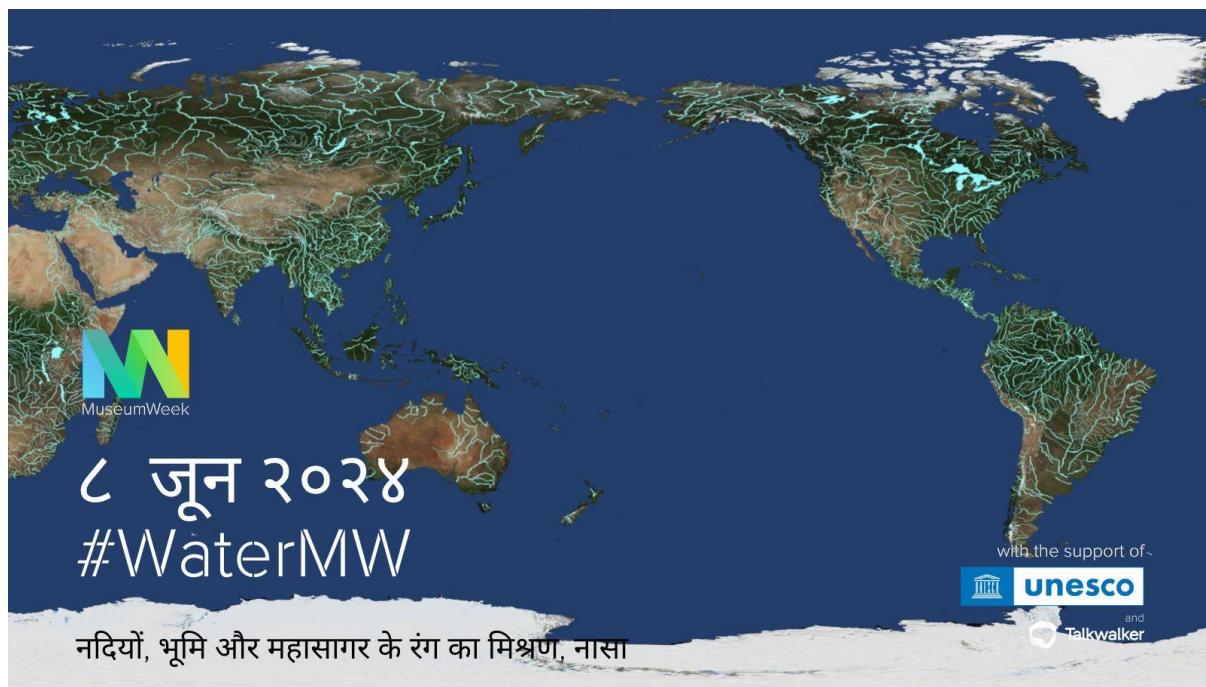 MuseumWeek
८ जून २०२४
#WaterMW
नदियों, भूमि और महासागर के रंग का मिश्रण, नासा
with the support of
unesco
and
Talkwalker